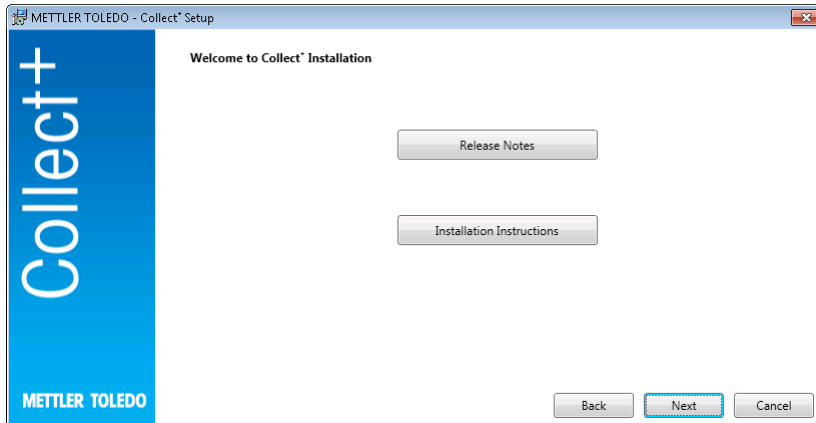 METTLER TOLEDO - Collect⁺ Setup
Collect+
Welcome to Collect⁺ Installation
Release Notes
Installation Instructions
METTLER TOLEDO
Back
Next
Cancel